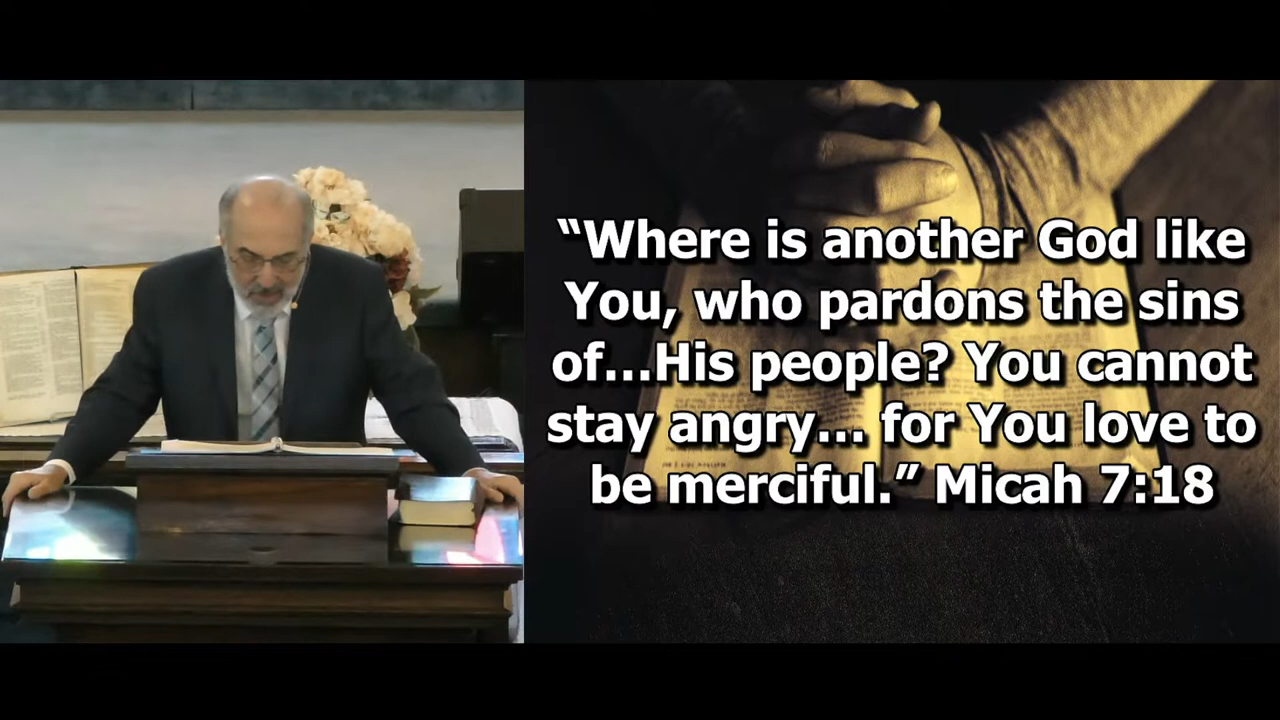 “Where is another God like
You, who pardons the sins
of...His people? You cannot
stay angry... for You love to
be merciful.” Micah 7:18